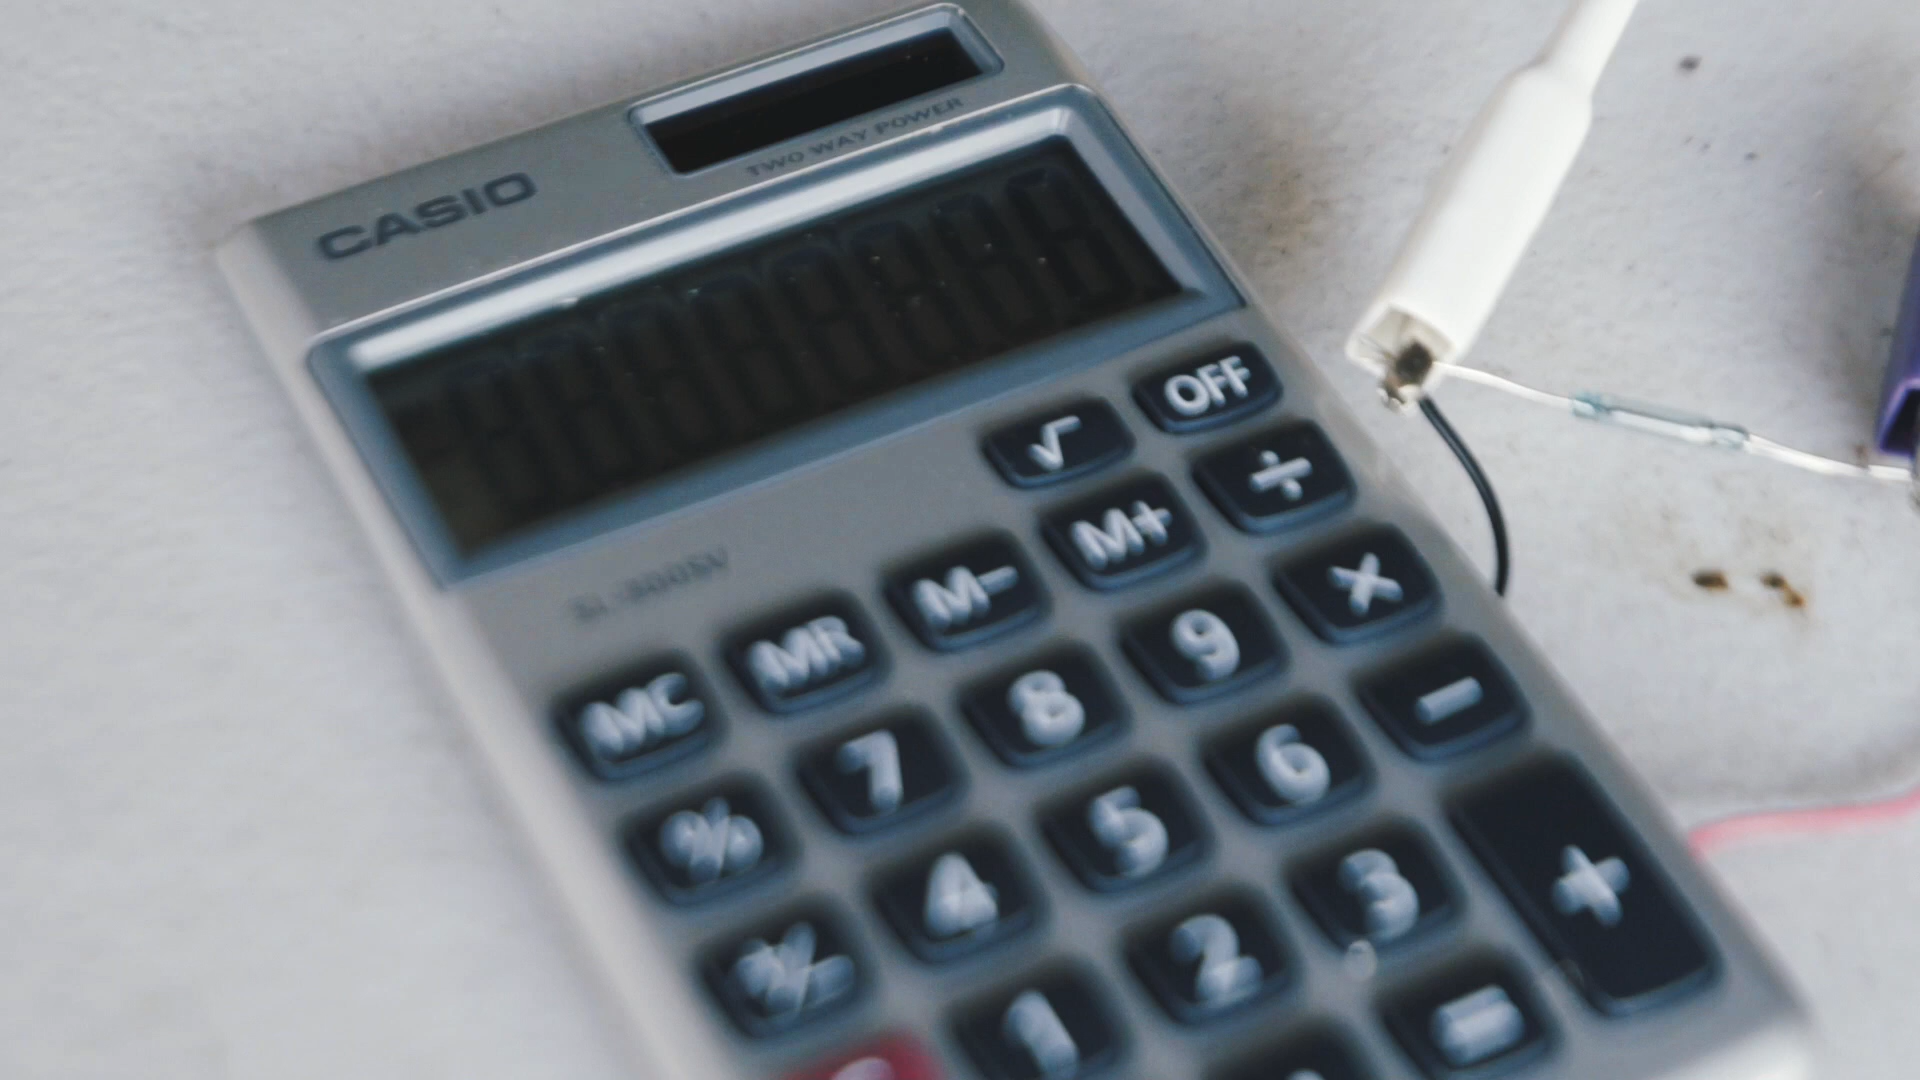 TWO WAY POWER
CASIO
OFF
√ ÷
M+
M− ×
MR 9
MC 8 −
7 6
% 5 +
4 3
+/− 2
1 =